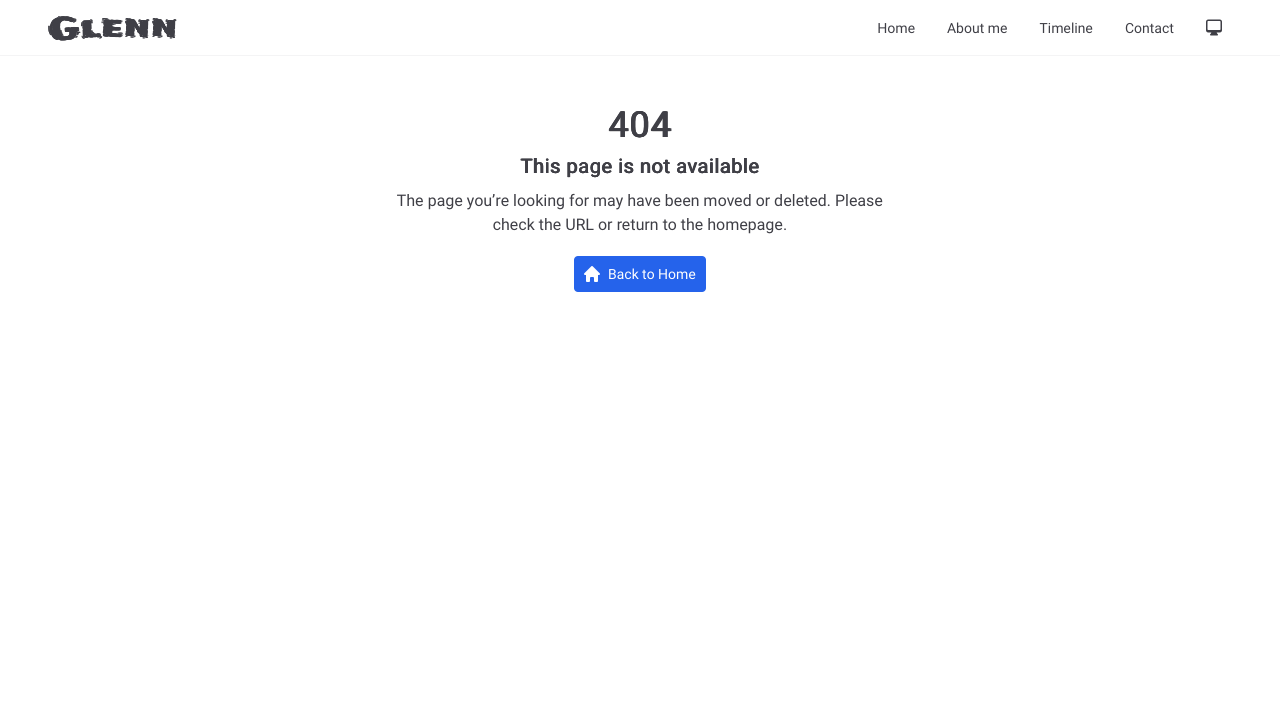 GLENN
Home
About me
Timeline
Contact
404
This page is not available
The page you’re looking for may have been moved or deleted. Please
check the URL or return to the homepage.
Back to Home